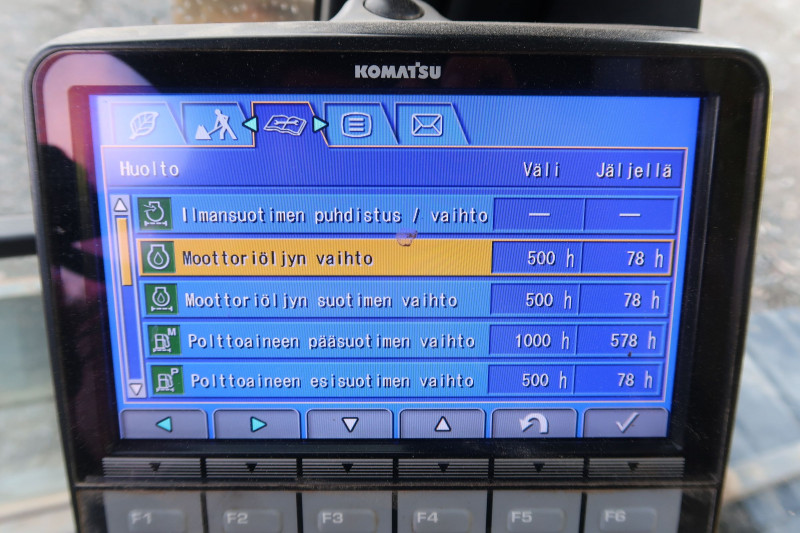 KOMATSU
Huolto Väli Jäljellä
Ilmansuotimen puhdistus / vaihto — —
Moottoriöljyn vaihto 500 h 78 h
Moottoriöljyn suotimen vaihto 500 h 78 h
M
Polttoaineen pääsuotimen vaihto 1000 h 578 h
P
Polttoaineen esisuotimen vaihto 500 h 78 h
F1 F2 F3 F4 F5 F6